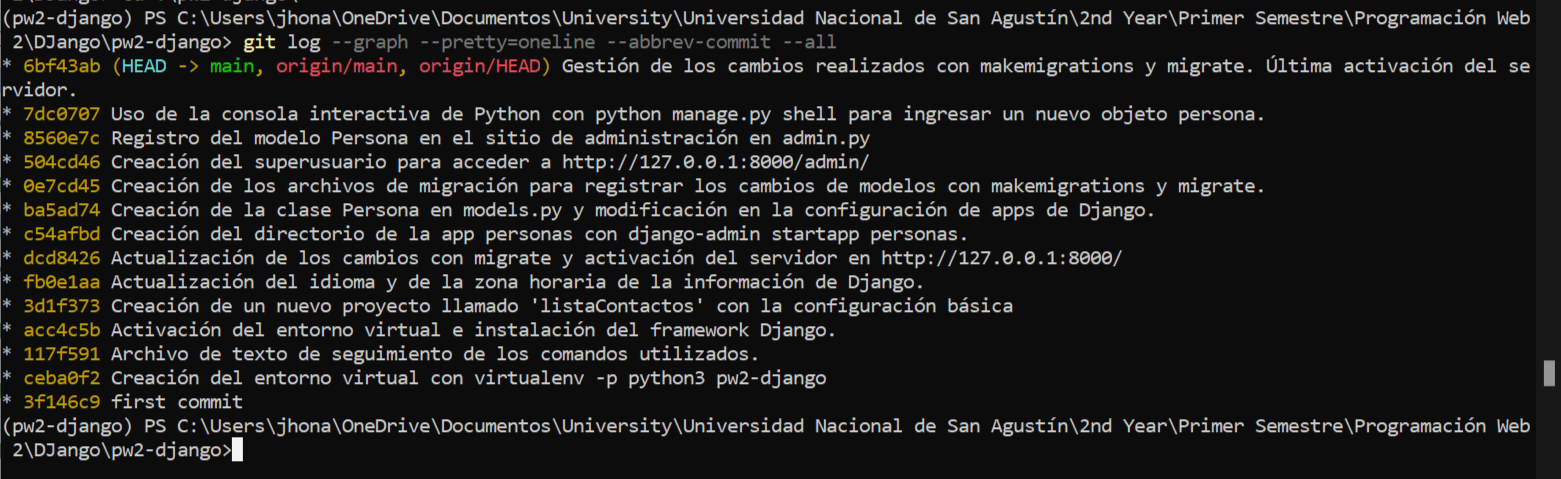 (pw2-django) PS C:\Users\jhona\OneDrive\Documentos\University\Universidad Nacional de San Agustín\2nd Year\Primer Semestre\Programación Web
2\DJango\pw2-django> git log --graph --pretty=oneline --abbrev-commit --all
* 6bf43ab (HEAD -> main, origin/main, origin/HEAD) Gestión de los cambios realizados con makemigrations y migrate. Última activación del se
rvidor.
* 7dc0707 Uso de la consola interactiva de Python con python manage.py shell para ingresar un nuevo objeto persona.
* 8560e7c Registro del modelo Persona en el sitio de administración en admin.py
* 504cd46 Creación del superusuario para acceder a http://127.0.0.1:8000/admin/
* 0e7cd45 Creación de los archivos de migración para registrar los cambios de modelos con makemigrations y migrate.
* ba5ad74 Creación de la clase Persona en models.py y modificación en la configuración de apps de Django.
* c54afbd Creación del directorio de la app personas con django-admin startapp personas.
* dcd8426 Actualización de los cambios con migrate y activación del servidor en http://127.0.0.1:8000/
* fb0e1aa Actualización del idioma y de la zona horaria de la información de Django.
* 3d1f373 Creación de un nuevo proyecto llamado 'listaContactos' con la configuración básica
* acc4c5b Activación del entorno virtual e instalación del framework Django.
* 117f591 Archivo de texto de seguimiento de los comandos utilizados.
* ceba0f2 Creación del entorno virtual con virtualenv -p python3 pw2-django
* 3f146c9 first commit
(pw2-django) PS C:\Users\jhona\OneDrive\Documentos\University\Universidad Nacional de San Agustín\2nd Year\Primer Semestre\Programación Web
2\DJango\pw2-django>